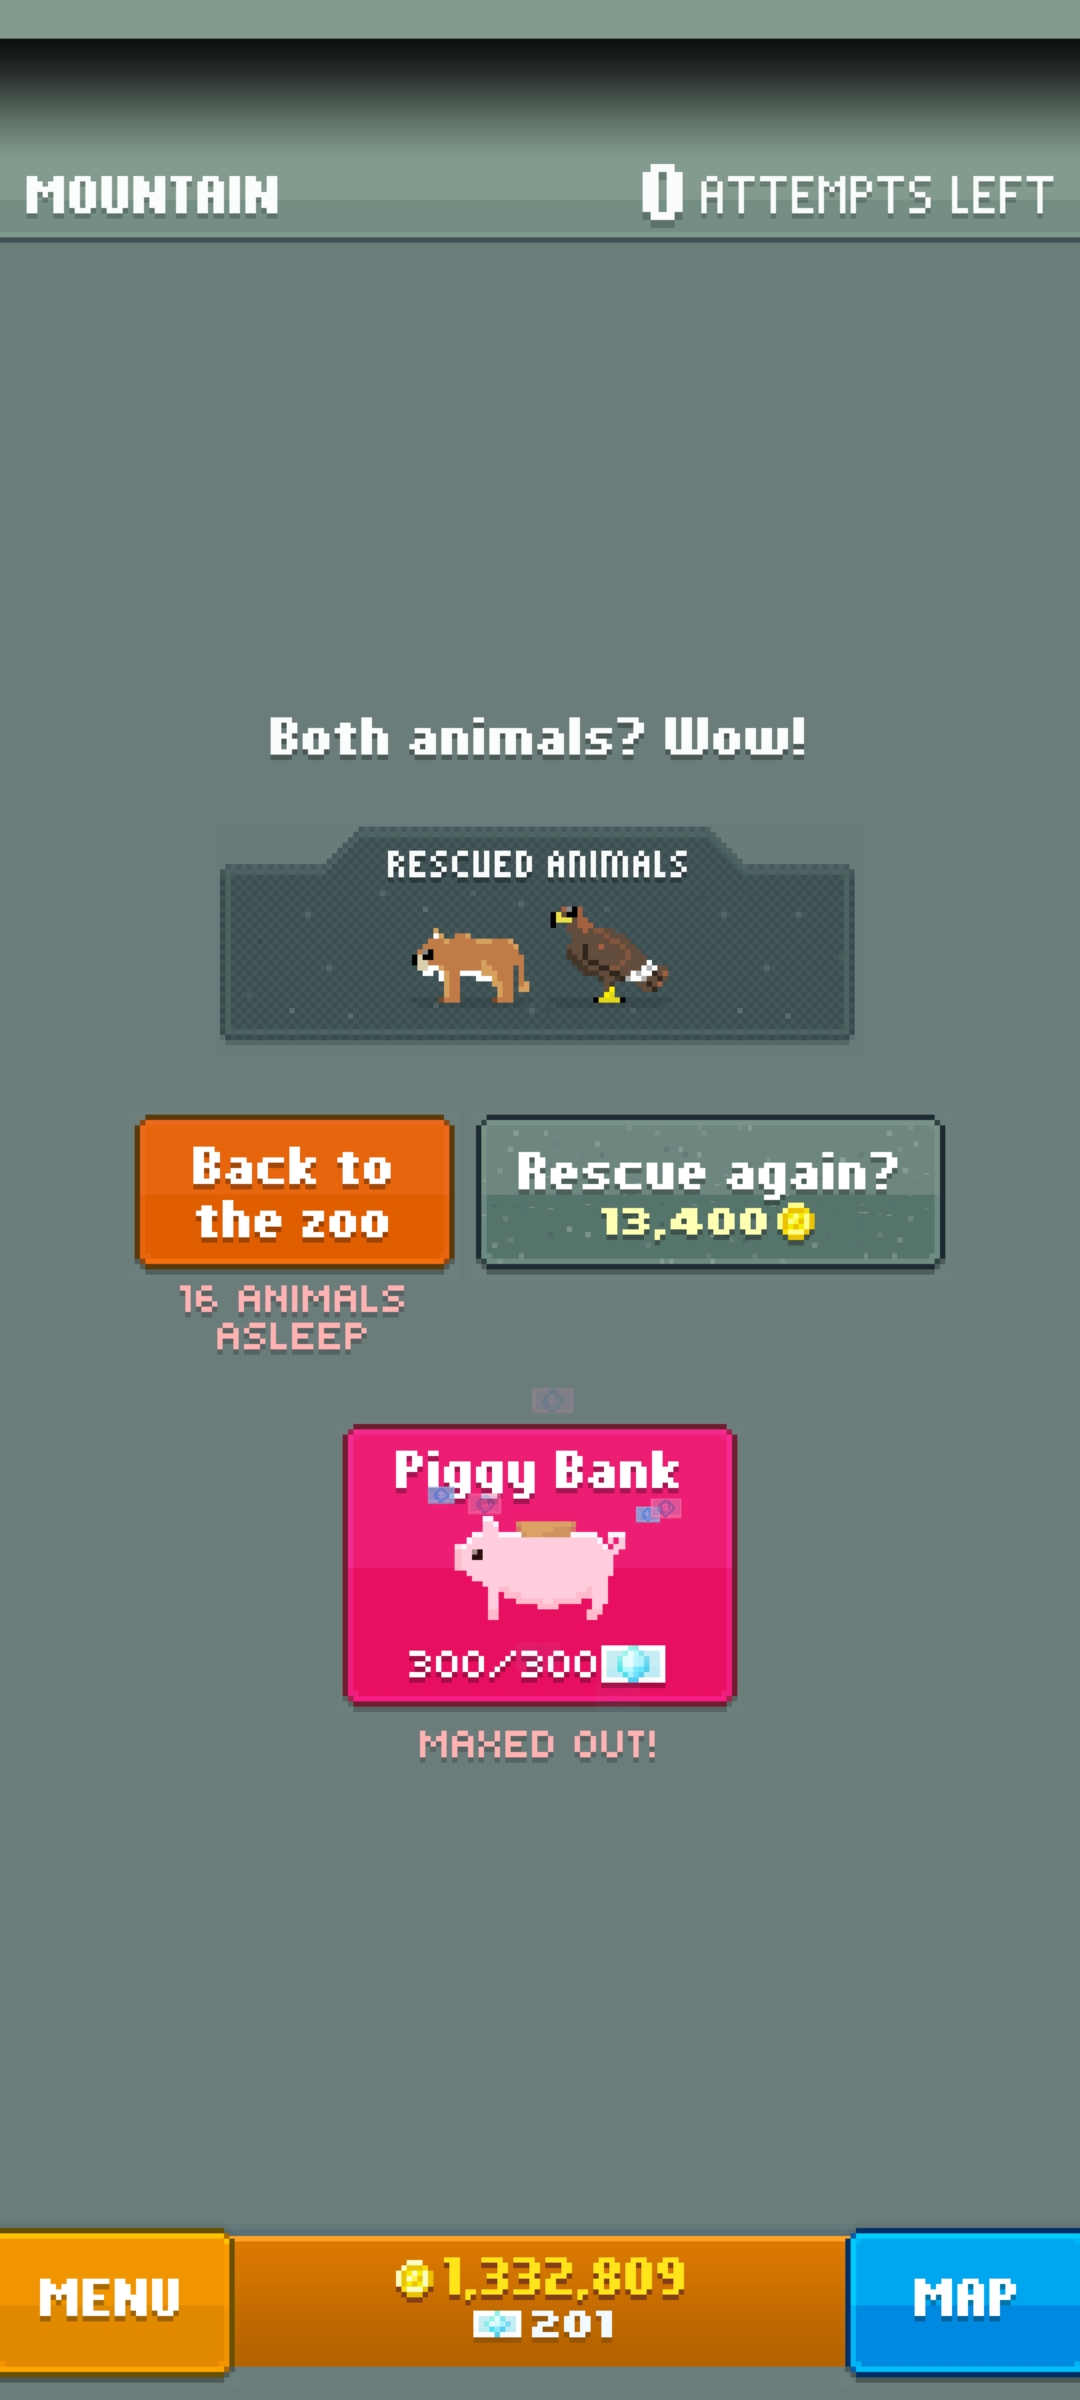 MOUNTAIN
0 ATTEMPTS LEFT
Both animals? Wow!
RESCUED ANIMALS
Back to
the zoo
Rescue again?
13,400
16 ANIMALS
ASLEEP
Piggy Bank
300/300
MAXED OUT!
MENU
1,332,809
201
MAP